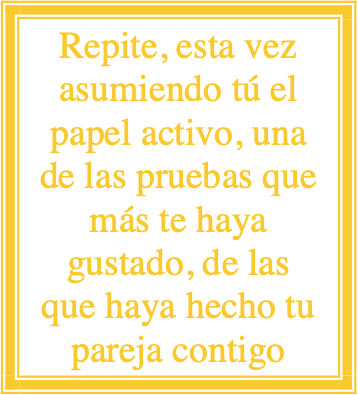 Repite, esta vez
asumiendo tú el
papel activo, una
de las pruebas que
más te haya
gustado, de las
que haya hecho tu
pareja contigo